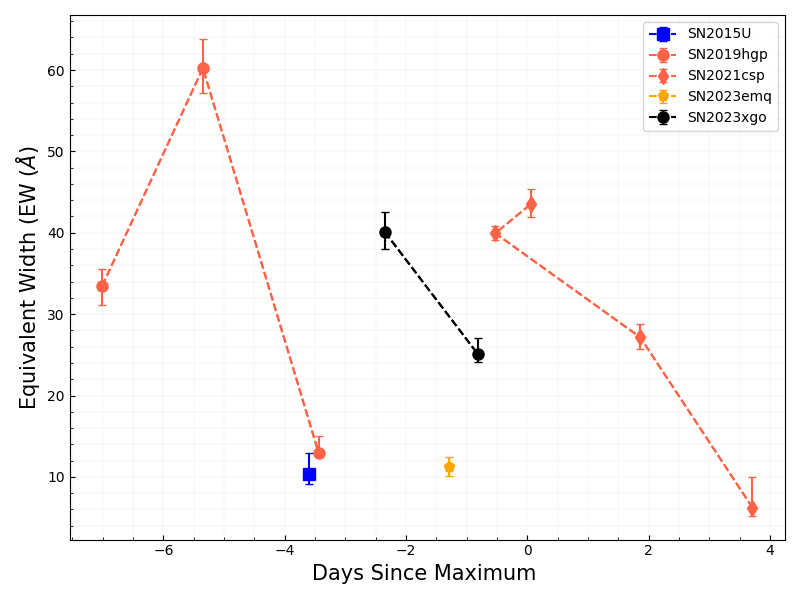 SN2015U
SN2019hgp
SN2021csp
SN2023emq
SN2023xgo
Equivalent Width (EW (Å)
60
50
40
30
20
10
−6 −4 −2 0 2 4
Days Since Maximum